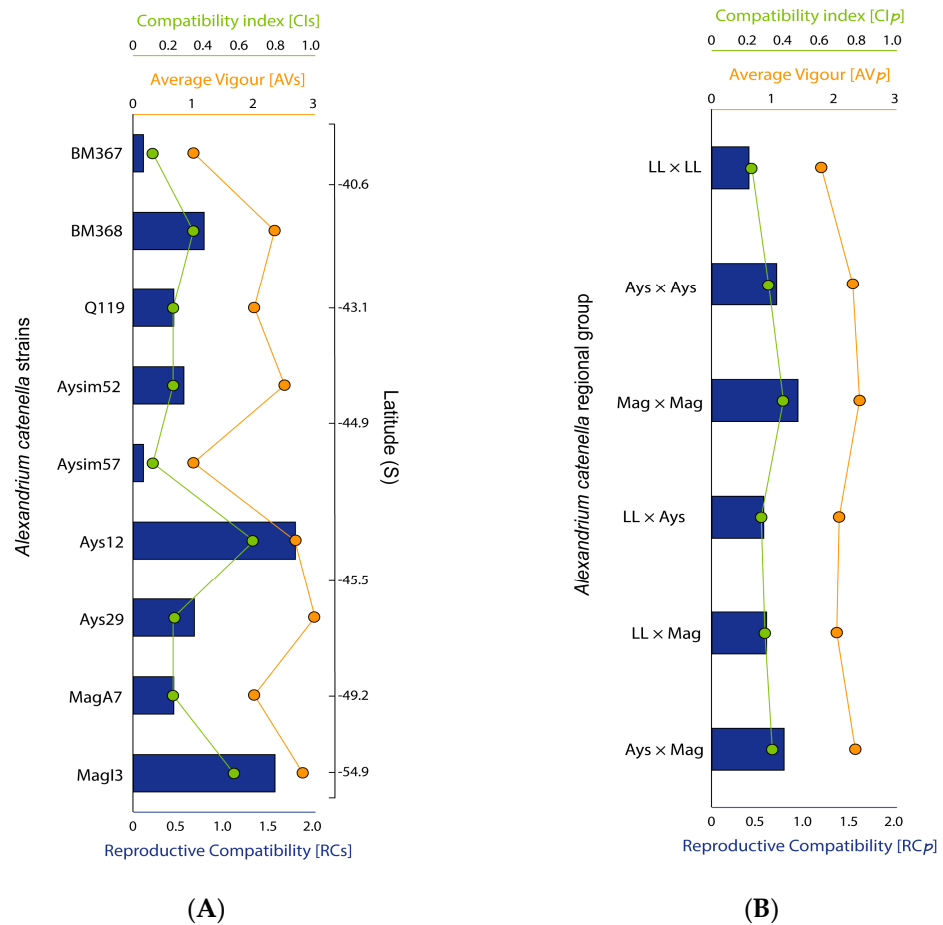 Compatibility index [CIs]
0 0.2 0.4 0.6 0.8 1.0
Average Vigour [AVs]
0 1 2 3
BM367
BM368
Q119
Aysim52
Aysim57
Ays12
Ays29
MagA7
MagI3
Alexandrium catenella strains
-40.6
-43.1
-44.9
-45.5
-49.2
-54.9
Latitude (S)
0 0.5 1.0 1.5 2.0
Reproductive Compatibility [RCs]
(A)
Compatibility index [CIp]
0 0.2 0.4 0.6 0.8 1.0
Average Vigour [AVp]
0 1 2 3
LL × LL
Ays × Ays
Mag × Mag
LL × Ays
LL × Mag
Ays × Mag
Alexandrium catenella regional group
0 0.5 1.0 1.5 2.0
Reproductive Compatibility [RCp]
(B)